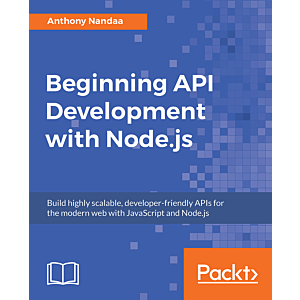 Anthony Nandaa
Beginning API
Development
with Node.js
Build highly scalable, developer-friendly APIs for
the modern web with JavaScript and Node.js
Packt>